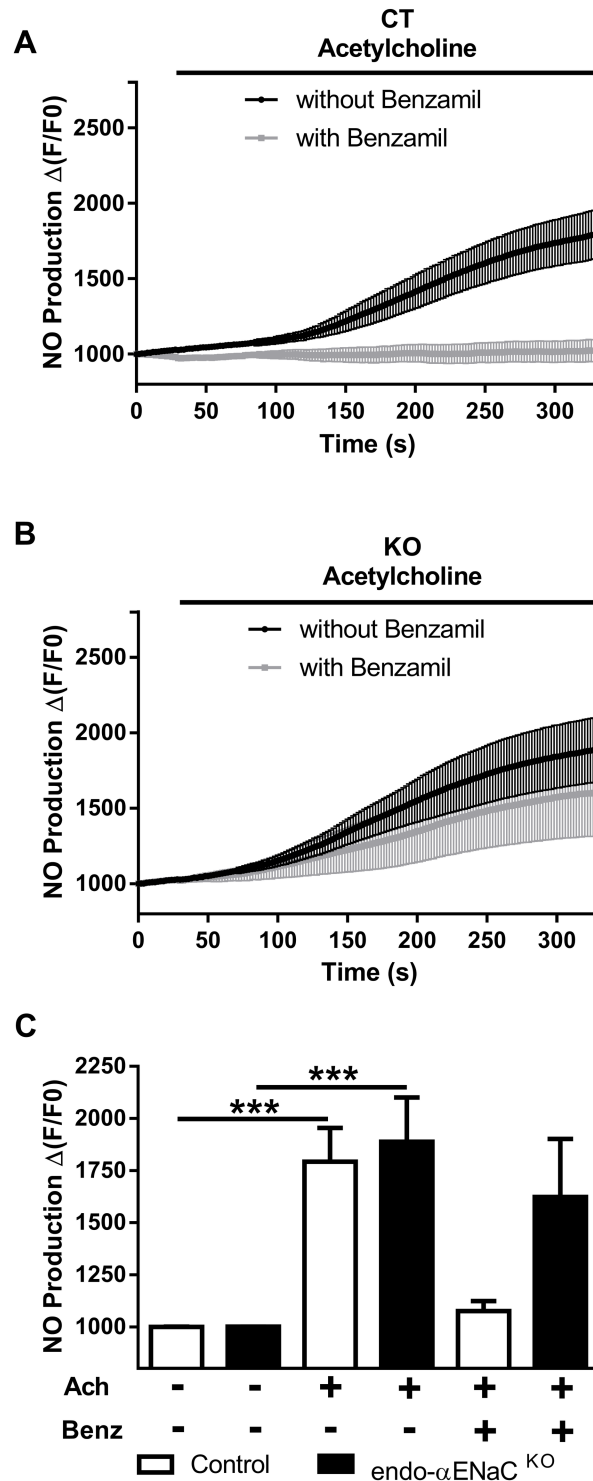 A
CT
Acetylcholine
without Benzamil
with Benzamil
NO Production Δ(F/F0)
2500
2000
1500
1000
0 50 100 150 200 250 300
Time (s)
B
KO
Acetylcholine
without Benzamil
with Benzamil
NO Production Δ(F/F0)
2500
2000
1500
1000
0 50 100 150 200 250 300
Time (s)
C
NO Production Δ(F/F0)
2250
2000
1750
1500
1250
1000
***
***
Ach - - + + + +
Benz - - - - + +
Control endo-αENaC KO